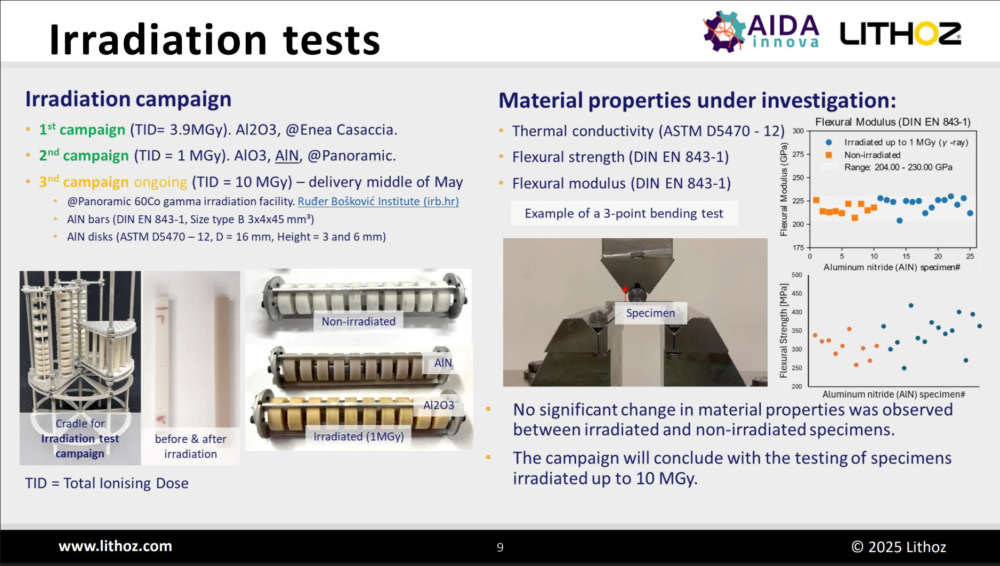 Irradiation tests
AIDA
innova
LITHOZ®
Irradiation campaign
• 1st campaign (TID= 3.9MGy). Al2O3, @Enea Casaccia.
• 2nd campaign (TID = 1 MGy). AlO3, AlN, @Panoramic.
• 3nd campaign ongoing (TID = 10 MGy) – delivery middle of May
• @Panoramic 60Co gamma irradiation facility. Ruđer Bošković Institute (irb.hr)
• AlN bars (DIN EN 843-1, Size type B 3x4x45 mm³)
• AlN disks (ASTM D5470 – 12, D = 16 mm, Height = 3 and 6 mm)
Cradle for
Irradiation test
campaign
before & after
irradiation
Non-irradiated
AlN
Al2O3
Irradiated (1MGy)
TID = Total Ionising Dose
Material properties under investigation:
• Thermal conductivity (ASTM D5470 - 12)
• Flexural strength (DIN EN 843-1)
• Flexural modulus (DIN EN 843-1)
Example of a 3-point bending test
Specimen
Flexural Modulus (DIN EN 843-1)
Flexural Modulus (GPa)
300
275
250
225
200
175
Irradiated up to 1 MGy (γ -ray)
Non-irradiated
Range: 204.00 - 230.00 GPa
0 5 10 15 20 25
Aluminum nitride (AlN) specimen#
Flexural Strength [MPa]
500
450
400
350
300
250
200
Aluminum nitride (AlN) specimen#
• No significant change in material properties was observed
between irradiated and non-irradiated specimens.
• The campaign will conclude with the testing of specimens
irradiated up to 10 MGy.
www.lithoz.com
9
© 2025 Lithoz